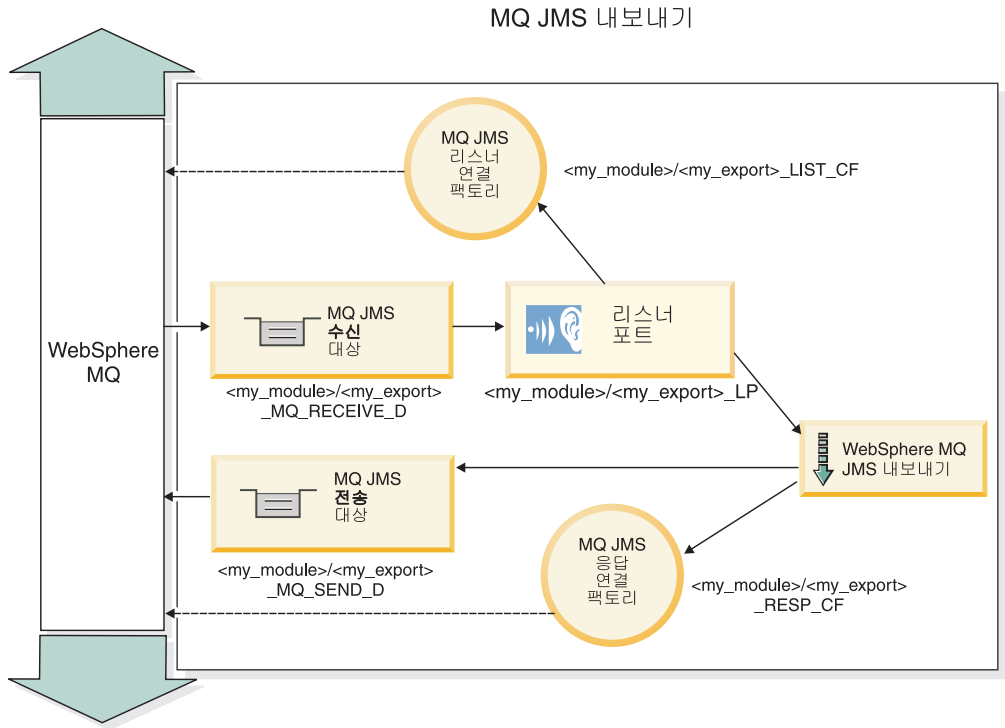 MQ JMS 내보내기
MQ JMS
리스너
연결
팩토리
<my_module>/<my_export>_LIST_CF
WebSphere
MQ
MQ JMS
수신
대상
<my_module>/<my_export>
_MQ_RECEIVE_D
리스너
포트
<my_module>/<my_export>_LP
WebSphere MQ
JMS 내보내기
MQ JMS
전송
대상
<my_module>/<my_export>
_MQ_SEND_D
MQ JMS
응답
연결
팩토리
<my_module>/<my_export>
_RESP_CF